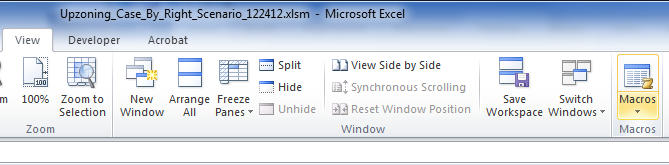 Upzoning_Case_By_Right_Scenario_122412.xlsm - Microsoft Excel
View Developer Acrobat
m 100% Zoom to Selection
100
New Window
Arrange All
Freeze Panes
Split
Hide
Unhide
View Side by Side
Synchronous Scrolling
Reset Window Position
Save Workspace
Switch Windows
Macros
Zoom Window Macros